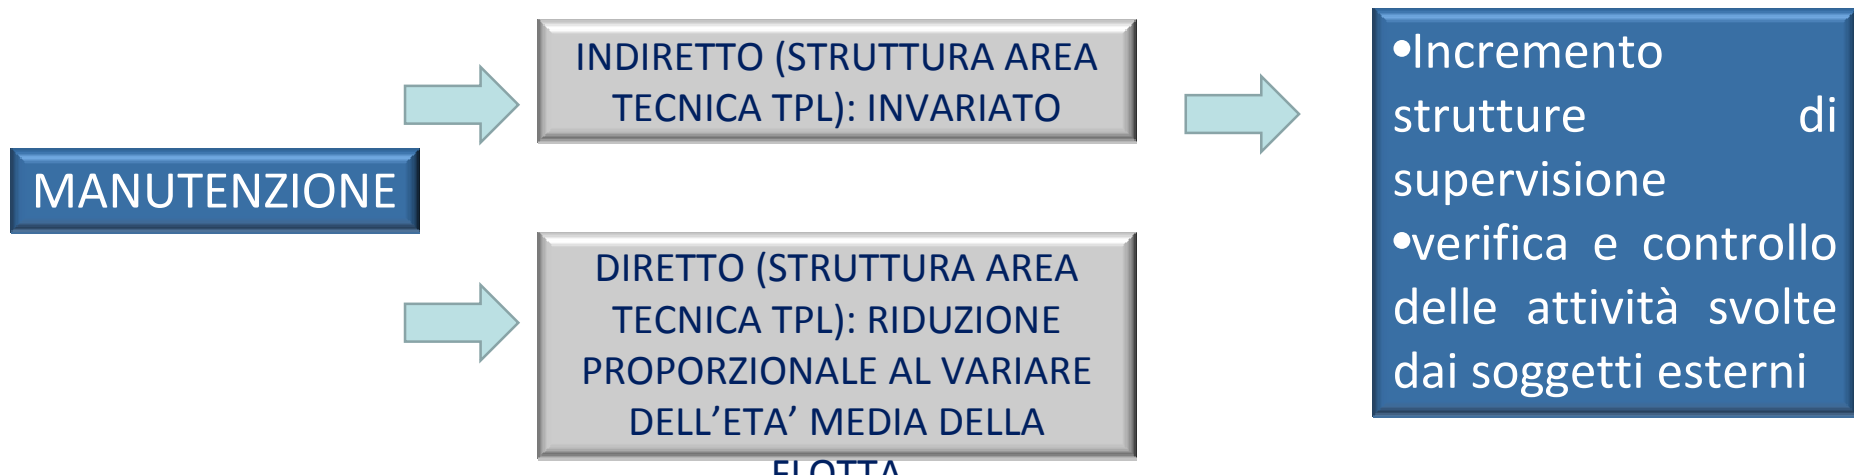 MANUTENZIONE
INDIRETTO (STRUTTURA AREA
TECNICA TPL): INVARIATO
DIRETTO (STRUTTURA AREA
TECNICA TPL): RIDUZIONE
PROPORZIONALE AL VARIARE
DELL’ETA’ MEDIA DELLA
FLOTTA
•Incremento
strutture di
supervisione
•verifica e controllo
delle attività svolte
dai soggetti esterni